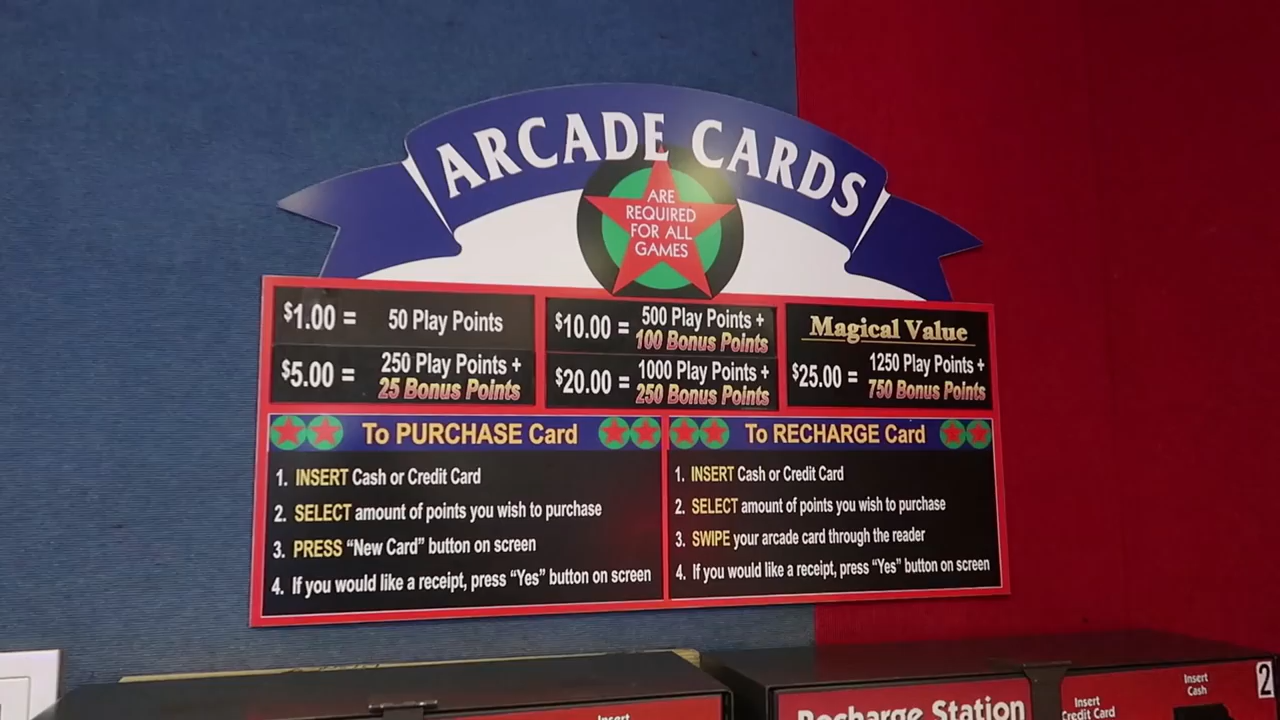 ARCADE CARDS
ARE
REQUIRED
FOR ALL
GAMES
$1.00 = 50 Play Points
$5.00 = 250 Play Points +
25 Bonus Points
$10.00 = 500 Play Points +
100 Bonus Points
$20.00 = 1000 Play Points +
250 Bonus Points
Magical Value
$25.00 = 1250 Play Points +
750 Bonus Points
To PURCHASE Card
1. INSERT Cash or Credit Card
2. SELECT amount of points you wish to purchase
3. PRESS “New Card” button on screen
4. If you would like a receipt, press “Yes” button on screen
To RECHARGE Card
1. INSERT Cash or Credit Card
2. SELECT amount of points you wish to purchase
3. SWIPE your arcade card through the reader
4. If you would like a receipt, press “Yes” button on screen
Insert
Recharge Station
Insert
Credit Card
Insert
Cash
2